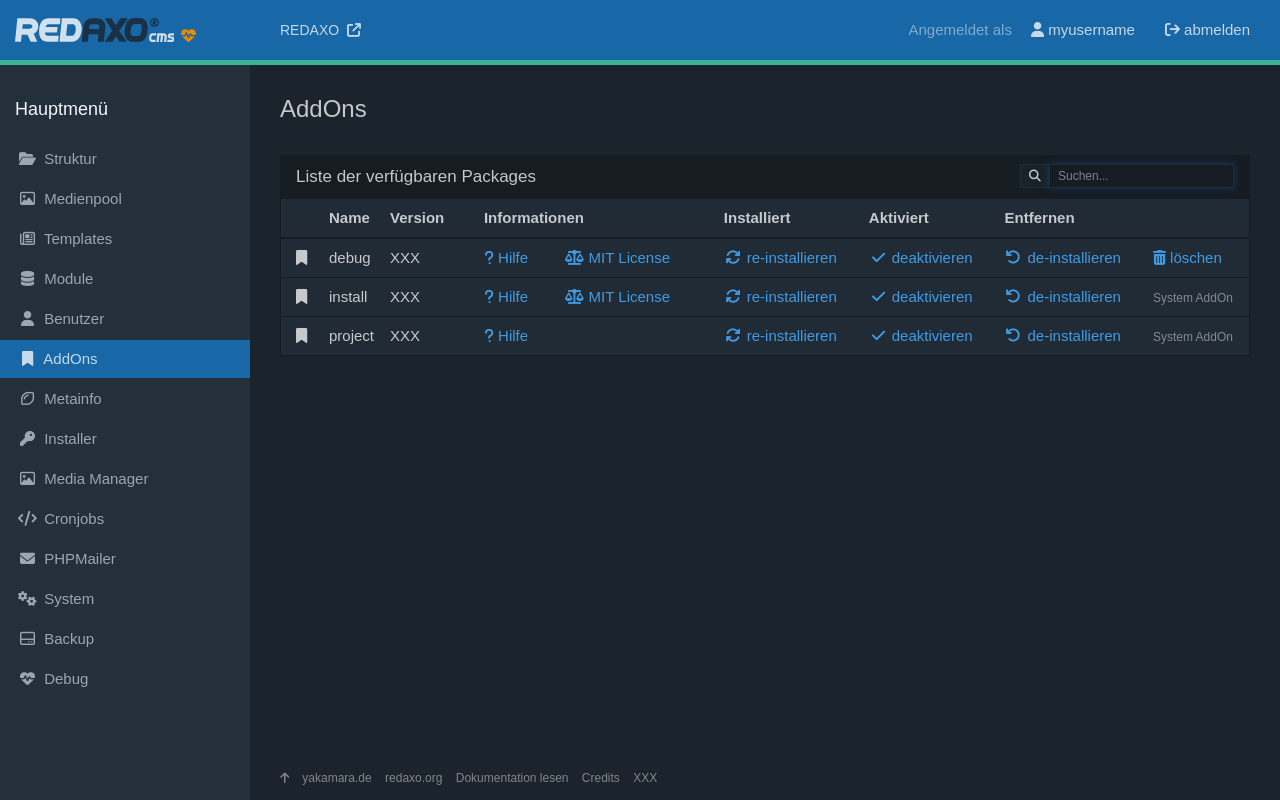 REDAXO® cms
REDAXO
Angemeldet als myusername abmelden
Hauptmenü
Struktur
Medienpool
Templates
Module
Benutzer
AddOns
Metainfo
Installer
Media Manager
Cronjobs
PHPMailer
System
Backup
Debug
AddOns
Liste der verfügbaren Packages
Suchen...
Name Version Informationen Installiert Aktiviert Entfernen
debug XXX Hilfe MIT License re-installieren deaktivieren de-installieren löschen
install XXX Hilfe MIT License re-installieren deaktivieren de-installieren System AddOn
project XXX Hilfe re-installieren deaktivieren de-installieren System AddOn
yakamara.de redaxo.org Dokumentation lesen Credits XXX